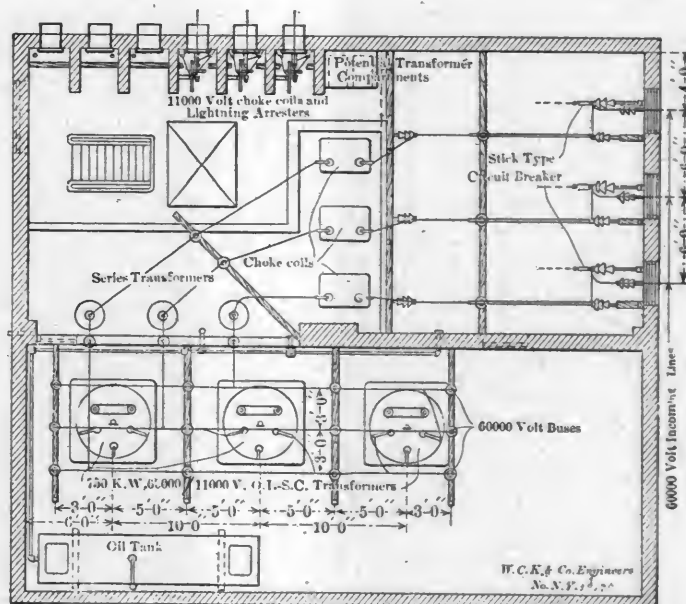 Potential Transformer
Compartments
11000 Volt choke coils and
Lightning Arresters
Stick Type
Circuit Breaker
Series Transformers
Choke coils
60000 Volt Incoming Lines
60000 Volt Buses
11000 V. O.I.-S.C. Transformers
3'-0" 5'-0" 5'-0" 5'-0" 5'-0" 3'-0"
6'-0" 10-0 10-0
Oil Tank
W.C.K. & Co. Engineers